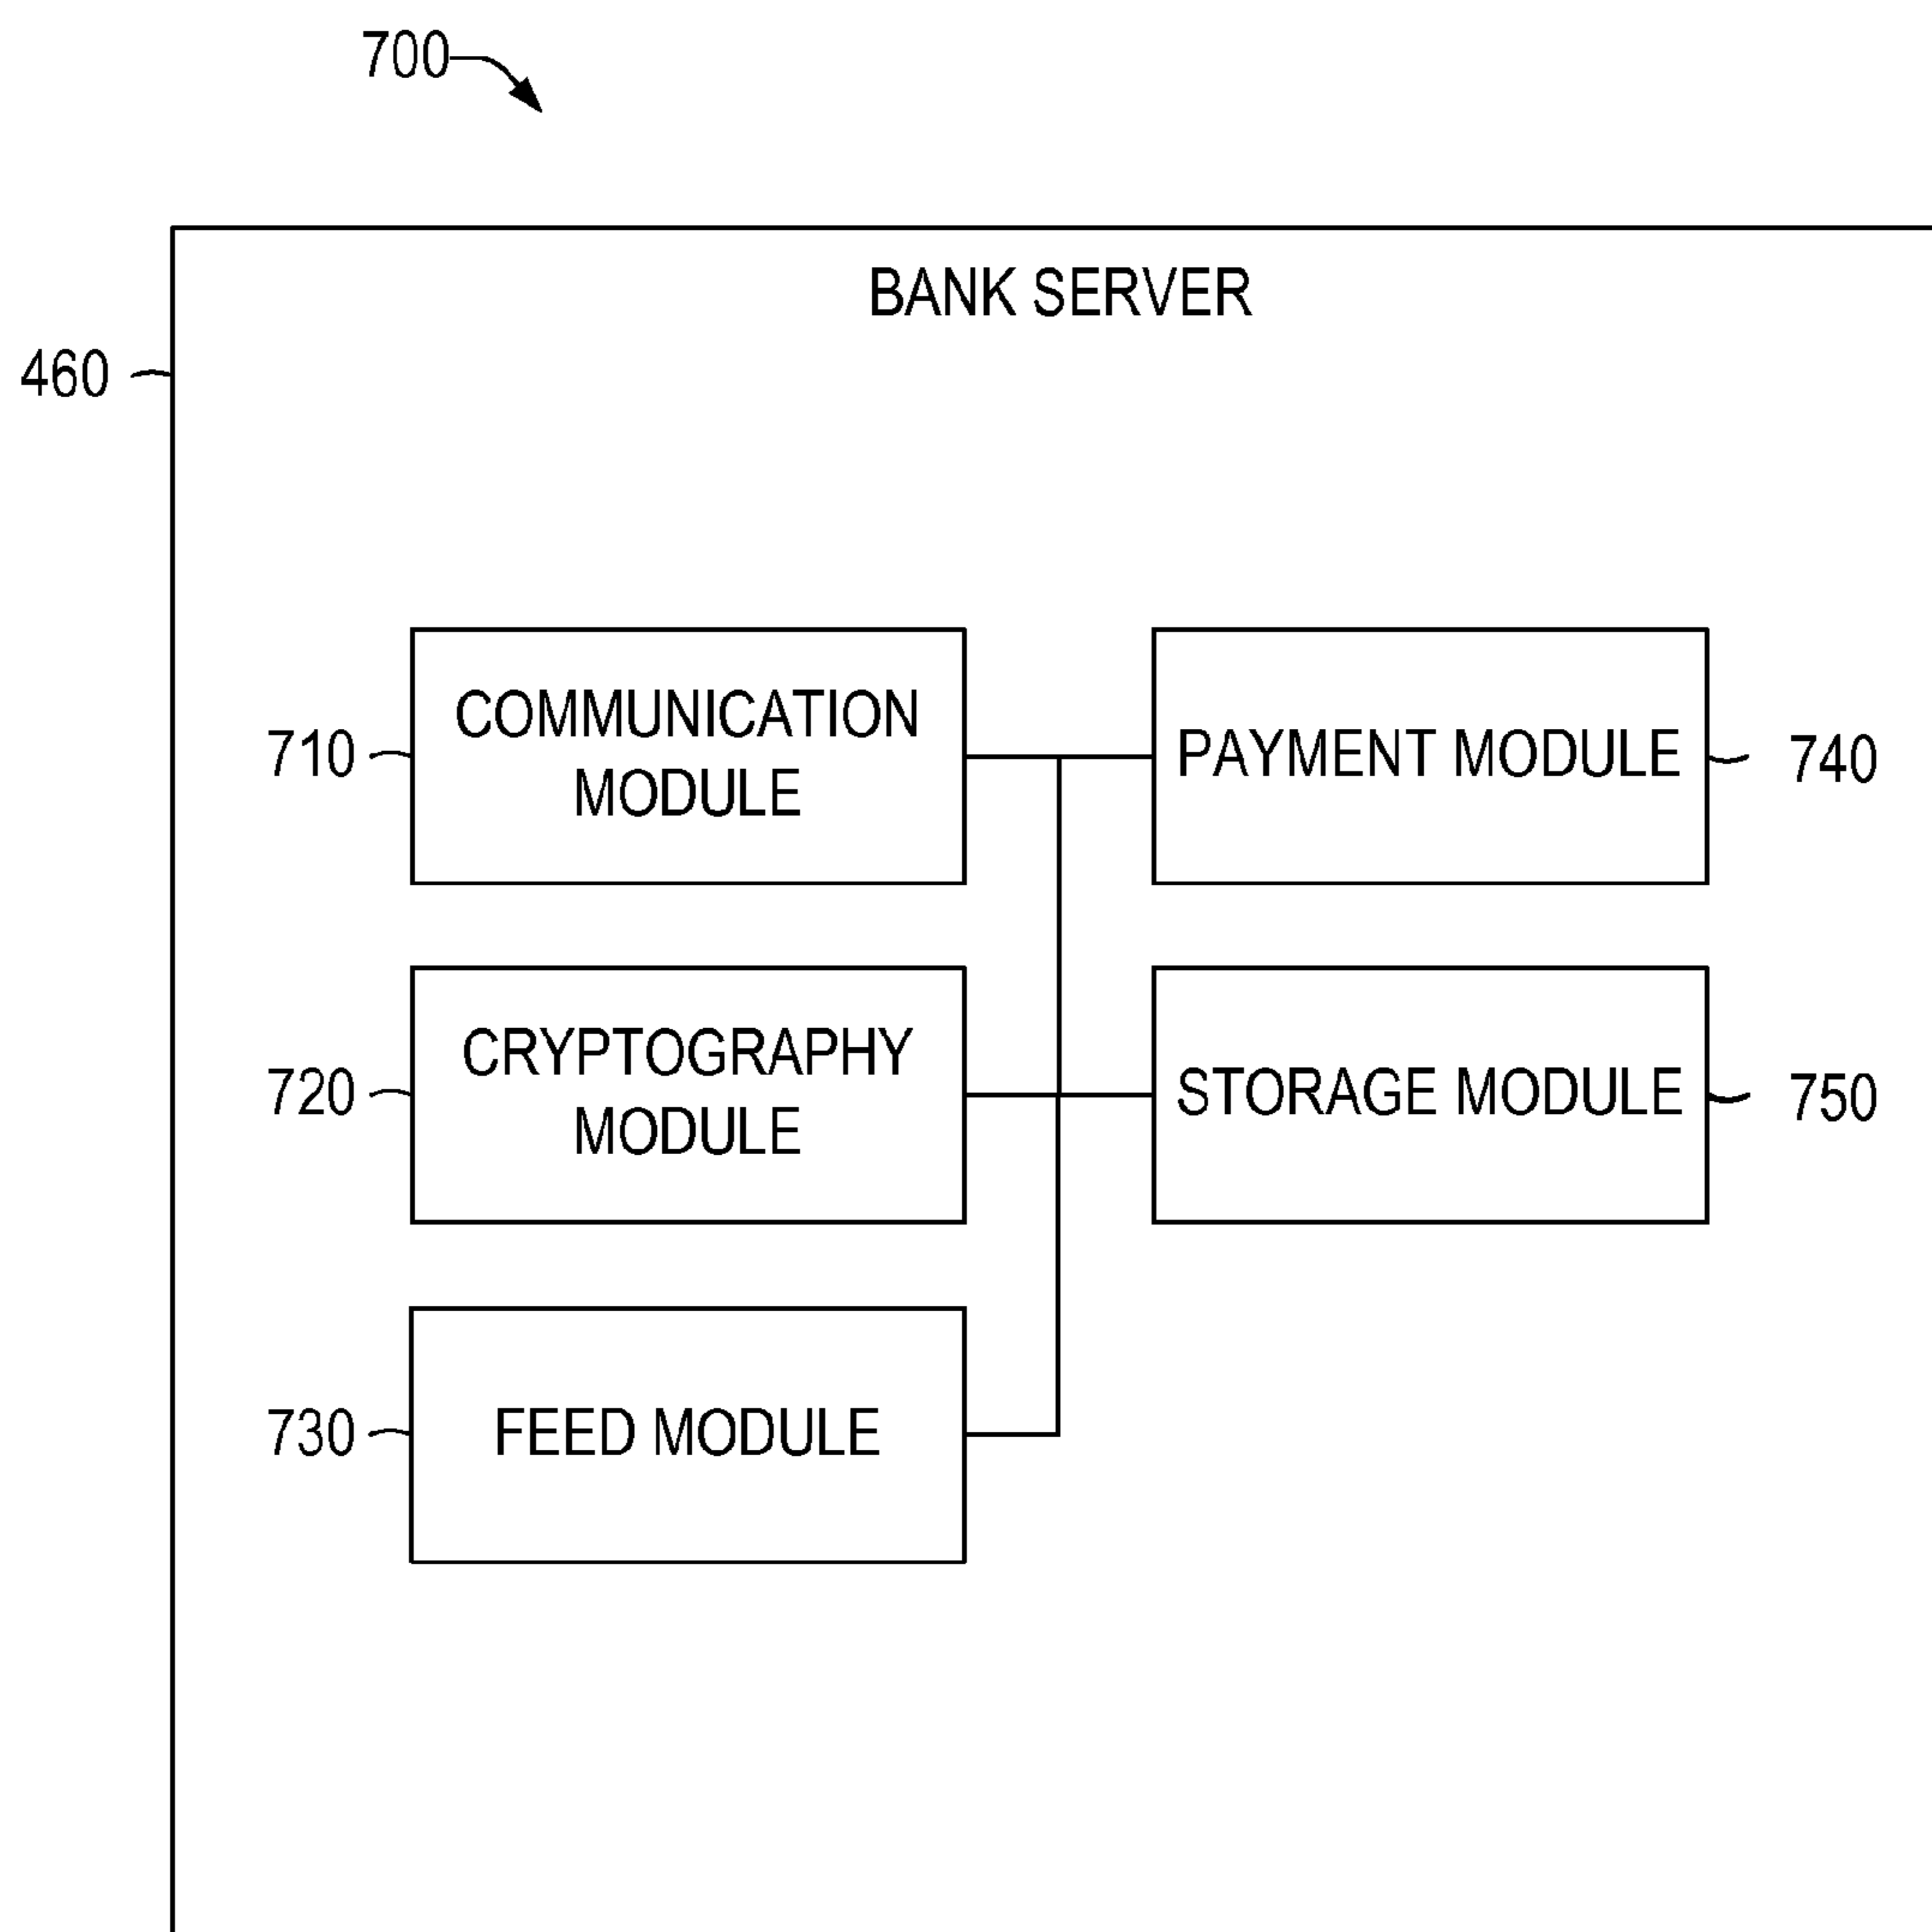 700
BANK SERVER
460
COMMUNICATION
MODULE
710
PAYMENT MODULE
740
CRYPTOGRAPHY
MODULE
720
STORAGE MODULE
750
FEED MODULE
730